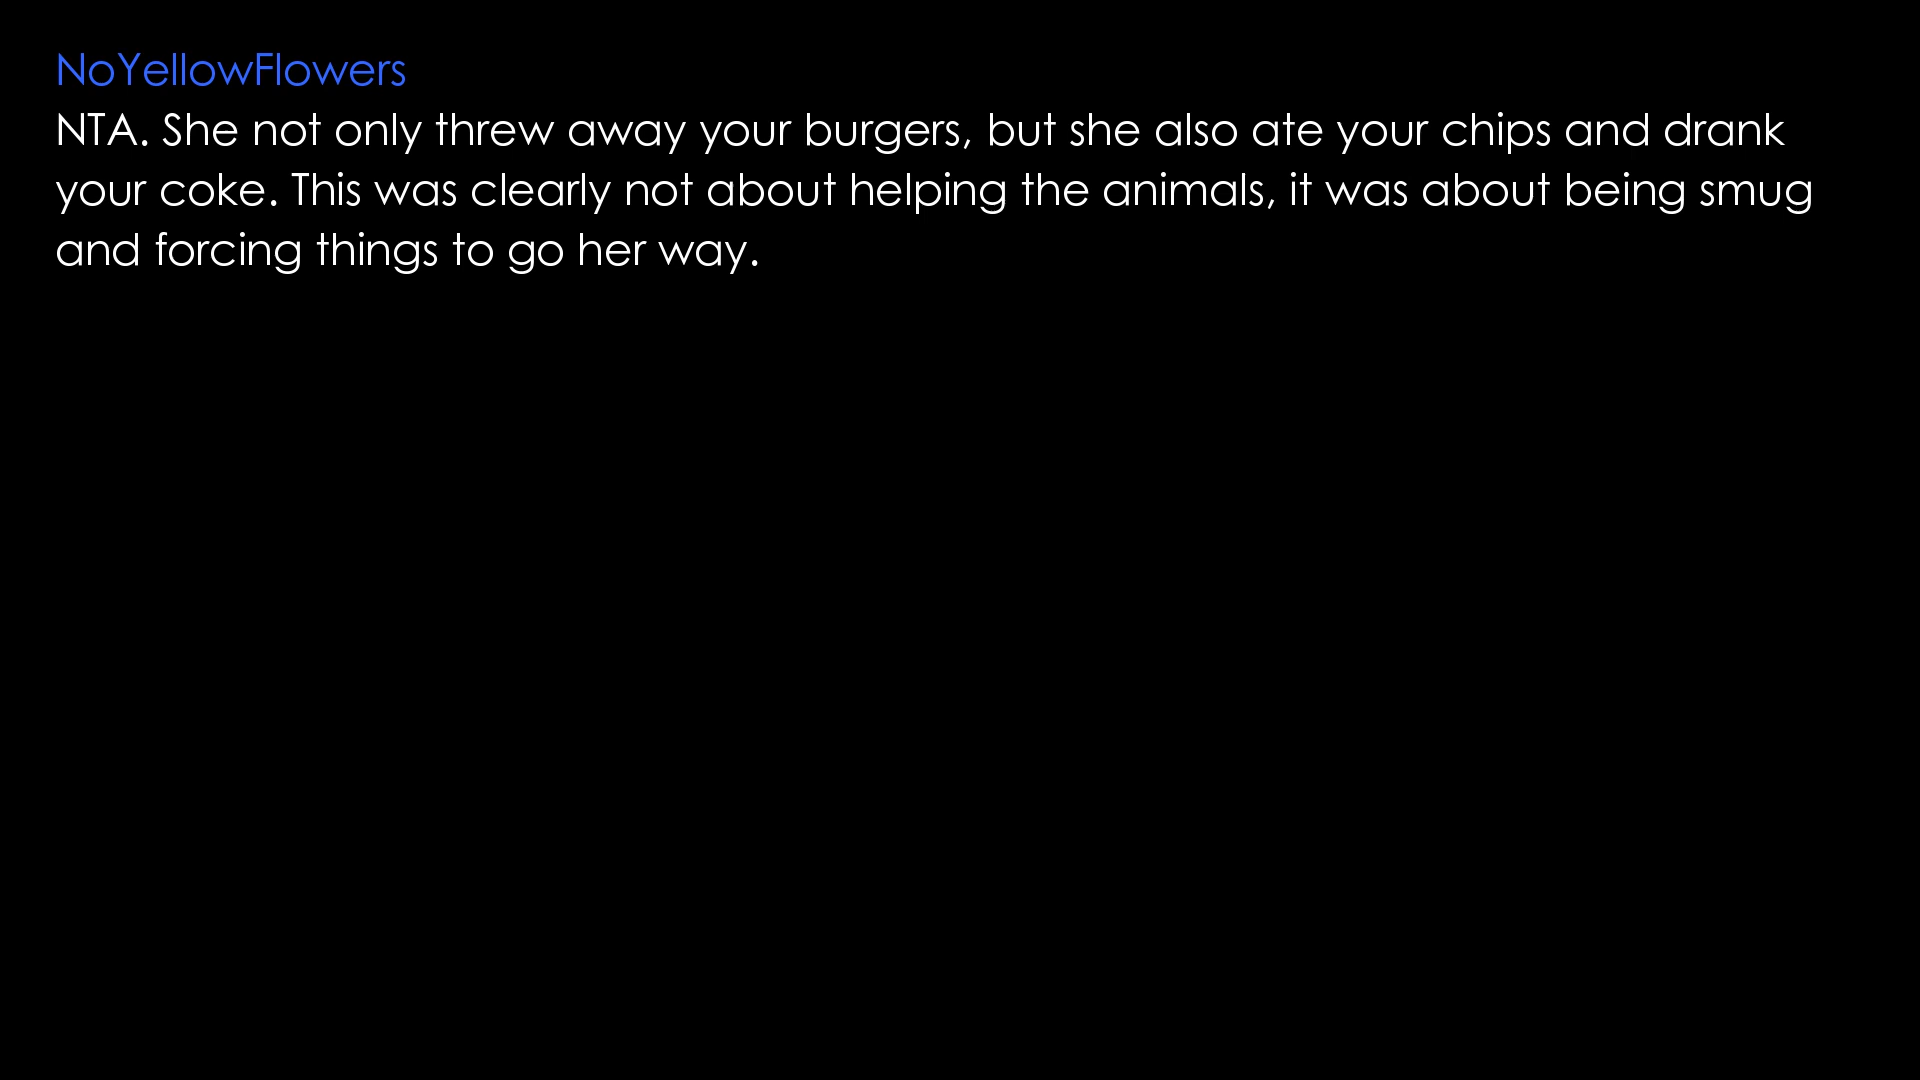 NoYellowFlowers
NTA. She not only threw away your burgers, but she also ate your chips and drank
your coke. This was clearly not about helping the animals, it was about being smug
and forcing things to go her way.